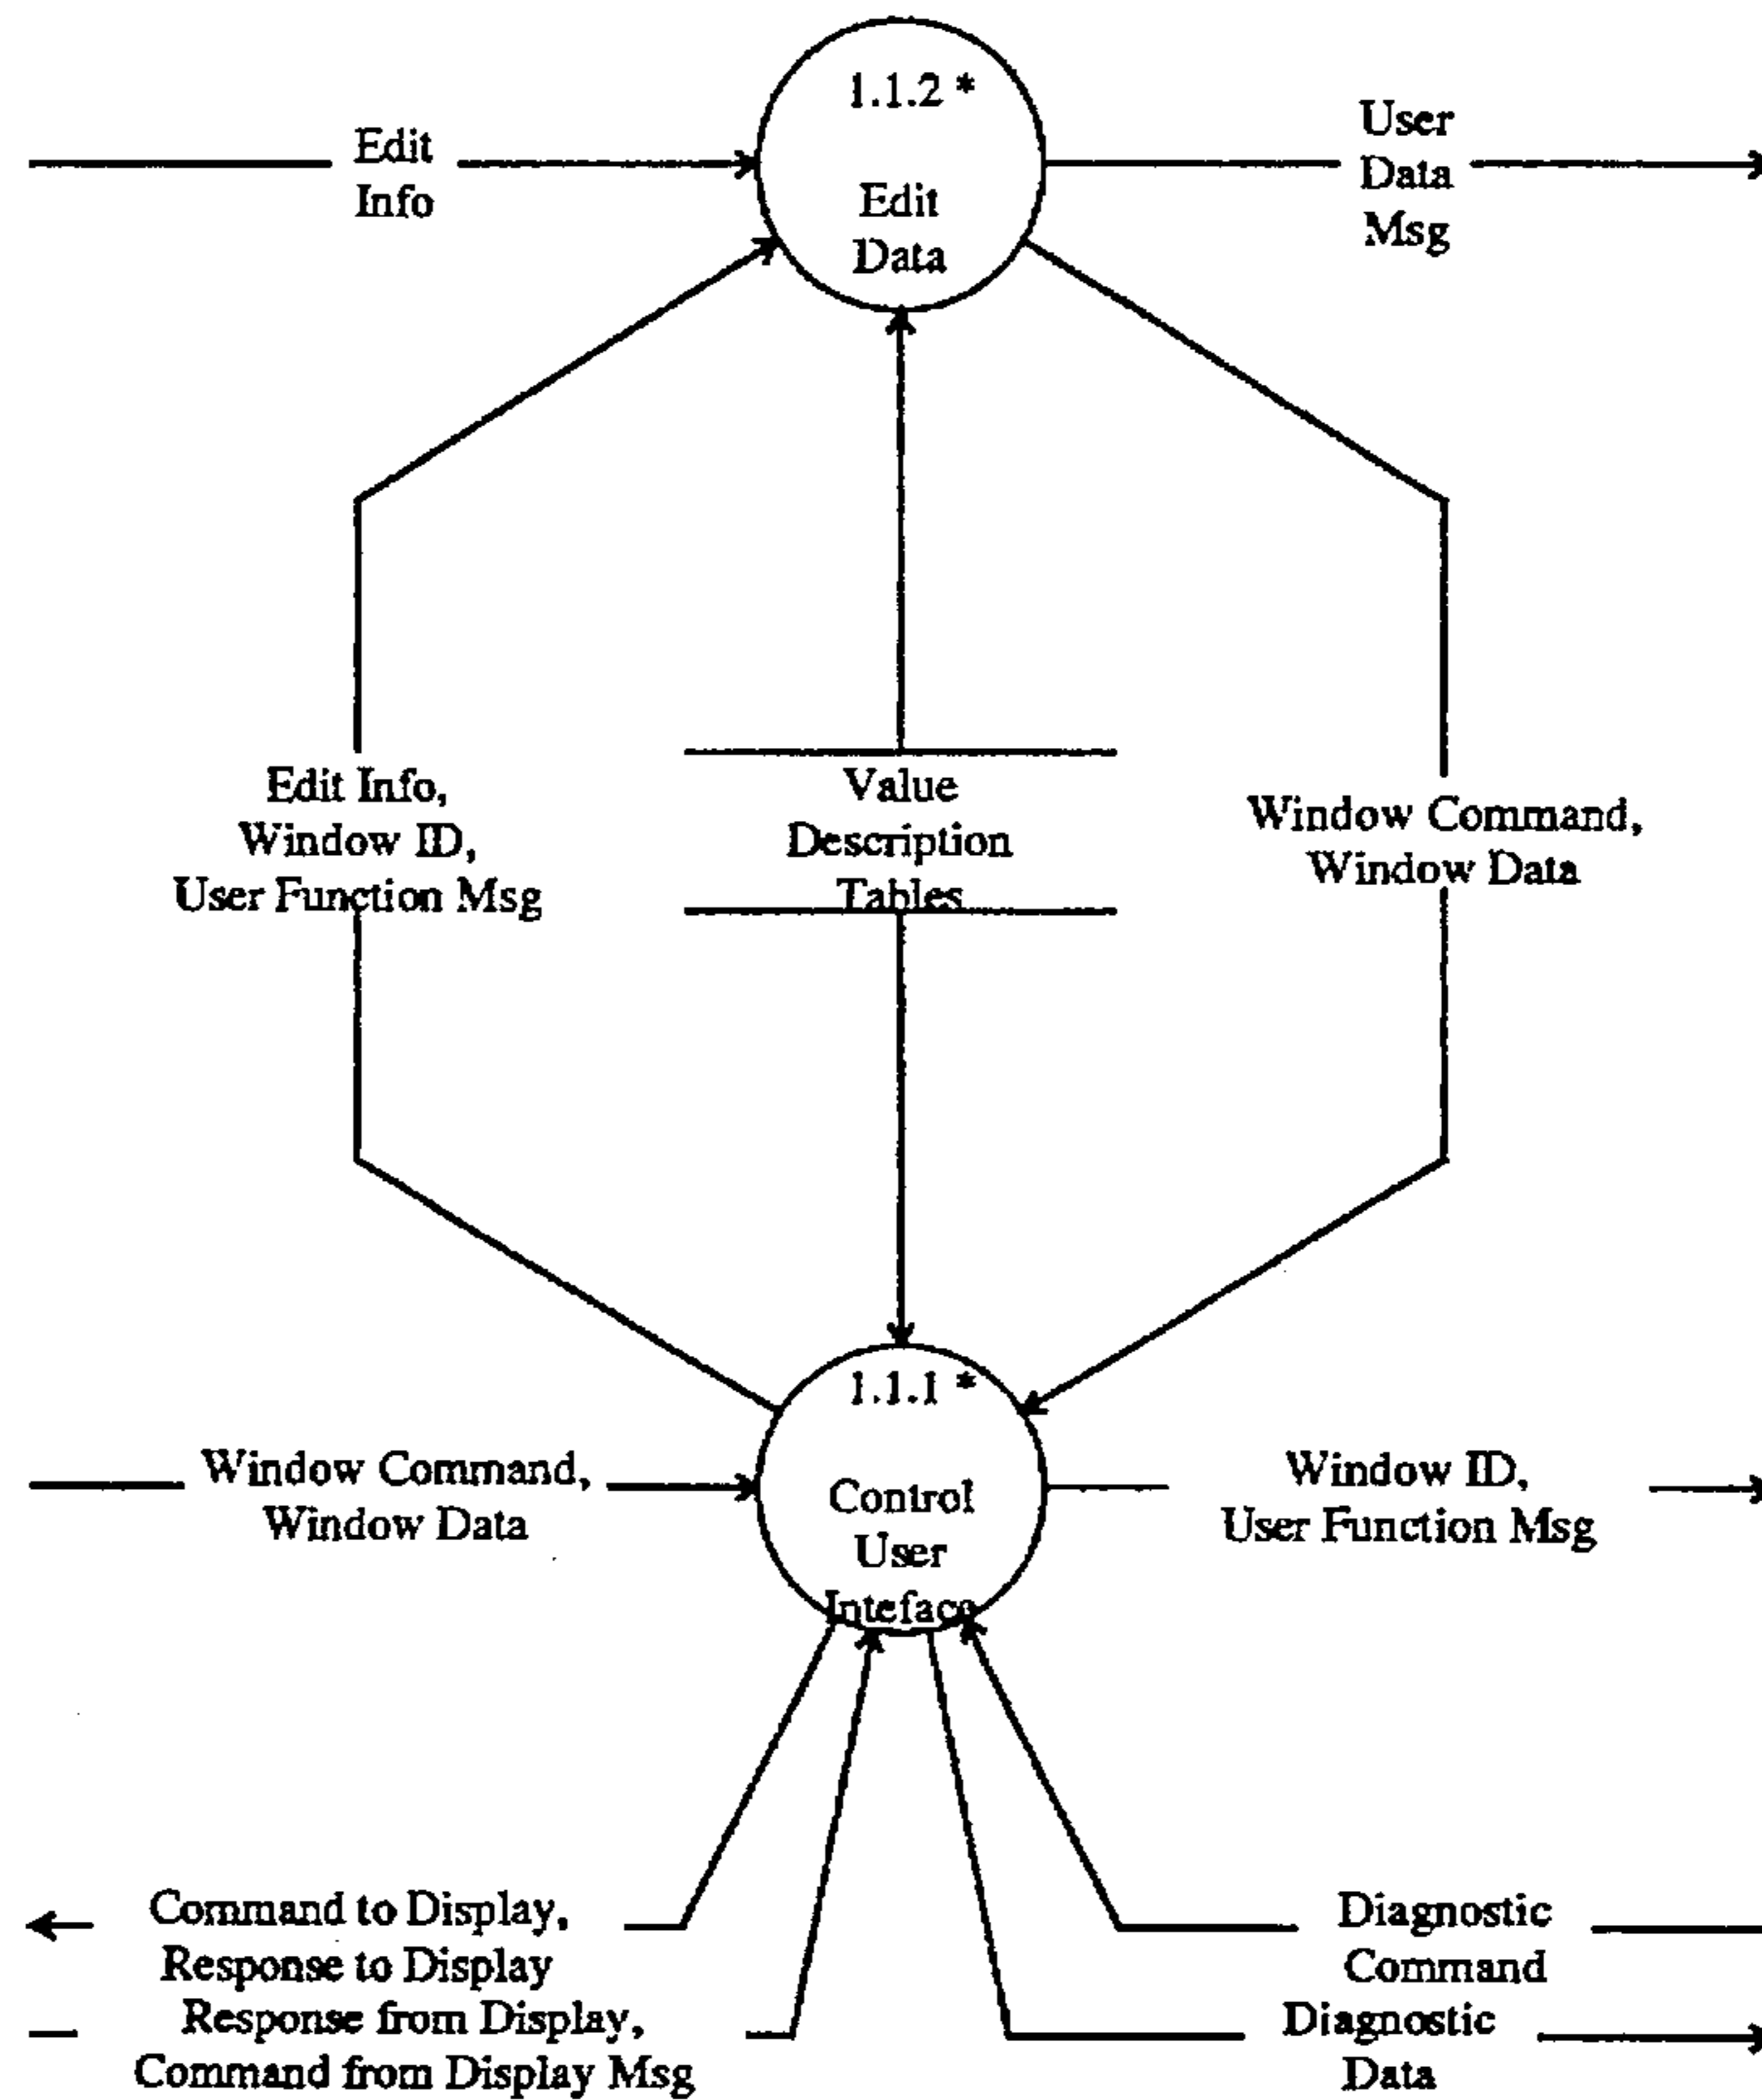 1.1.2 *
Edit
Data
Edit
Info
User
Data
Msg
Edit Info,
Window ID,
User Function Msg
Value
Description
Tables
Window Command,
Window Data
1.1.1 *
Control
User
Inteface
Window Command,
Window Data
Window ID,
User Function Msg
Command to Display,
Response to Display
Response from Display,
Command from Display Msg
Diagnostic
Command
Diagnostic
Data